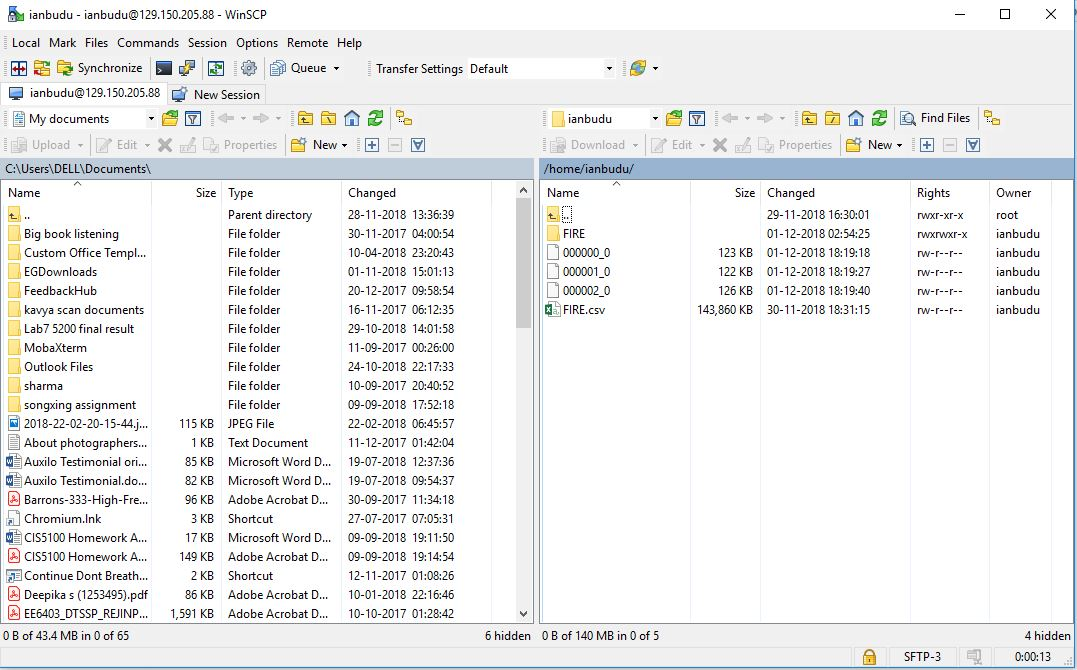 ianbudu - ianbudu@129.150.205.88 - WinSCP
Local Mark Files Commands Session Options Remote Help
Synchronize Queue Transfer Settings Default
ianbudu@129.150.205.88 New Session
My documents ianbudu Find Files
Upload Edit Properties New Download Edit Properties New
C:\Users\DELL\Documents\ /home/ianbudu/
Name Size Type Changed Name Size Changed Rights Owner
.. Parent directory 28-11-2018 13:36:39 .. 29-11-2018 16:30:01 rwxr-xr-x root
Big book listening File folder 30-11-2017 04:00:54 FIRE 01-12-2018 02:54:25 rwxrwxr-x ianbudu
Custom Office Templ... File folder 10-04-2018 23:20:43 000000_0 123 KB 01-12-2018 18:19:18 rw-r--r-- ianbudu
EGDownloads File folder 01-11-2018 15:01:13 000001_0 122 KB 01-12-2018 18:19:27 rw-r--r-- ianbudu
FeedbackHub File folder 20-12-2017 09:58:54 000002_0 126 KB 01-12-2018 18:19:40 rw-r--r-- ianbudu
kavya scan documents File folder 16-11-2017 06:12:35 FIRE.csv 143,860 KB 30-11-2018 18:31:15 rw-r--r-- ianbudu
Lab7 5200 final result File folder 29-10-2018 14:01:58
MobaXterm File folder 11-09-2017 00:26:00
Outlook Files File folder 24-10-2018 22:17:33
sharma File folder 10-09-2017 20:40:52
songxing assignment File folder 09-09-2018 17:52:18
2018-22-02-20-15-44.j... 115 KB JPEG File 22-02-2018 06:45:57
About photographers... 1 KB Text Document 11-12-2017 01:42:04
Auxilo Testimonial ori... 85 KB Microsoft Word D... 19-07-2018 12:37:36
Auxilo Testimonial.do... 82 KB Microsoft Word D... 19-07-2018 09:54:37
Barrons-333-High-Fre... 96 KB Adobe Acrobat D... 30-09-2017 11:34:18
Chromium.lnk 3 KB Shortcut 27-07-2017 07:05:31
CIS5100 Homework A... 17 KB Microsoft Word D... 09-09-2018 19:11:50
CIS5100 Homework A... 149 KB Adobe Acrobat D... 09-09-2018 19:14:54
Continue Dont Breath... 2 KB Shortcut 12-11-2017 01:08:26
Deepika s (1253495).pdf 86 KB Adobe Acrobat D... 10-01-2018 22:16:46
EE6403_DTSSP_REJINP... 1,591 KB Adobe Acrobat D... 10-10-2017 01:28:42
0 B of 43.4 MB in 0 of 65 6 hidden 0 B of 140 MB in 0 of 5 4 hidden
SFTP-3 0:00:13